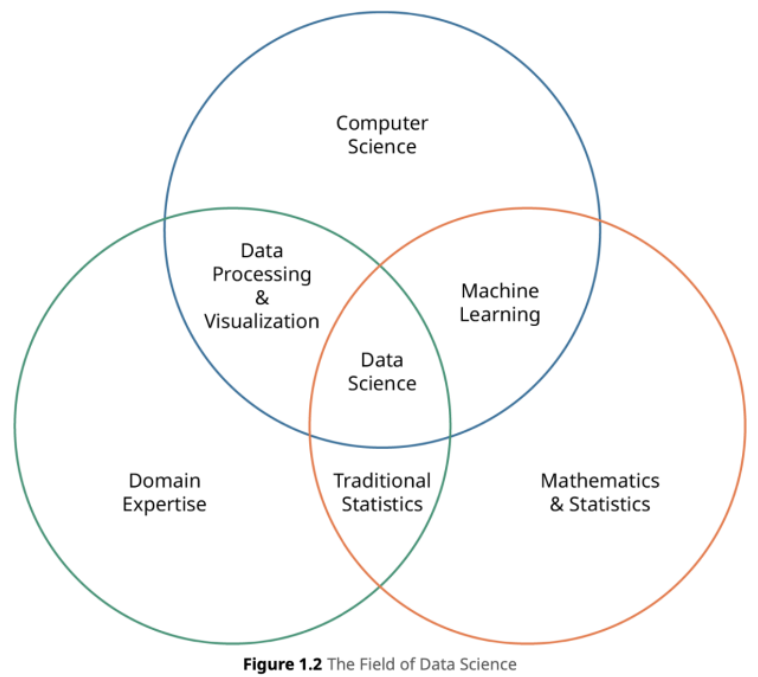 Computer
Science
Data
Processing
&
Visualization
Machine
Learning
Data
Science
Domain
Expertise
Traditional
Statistics
Mathematics
& Statistics
Figure 1.2 The Field of Data Science